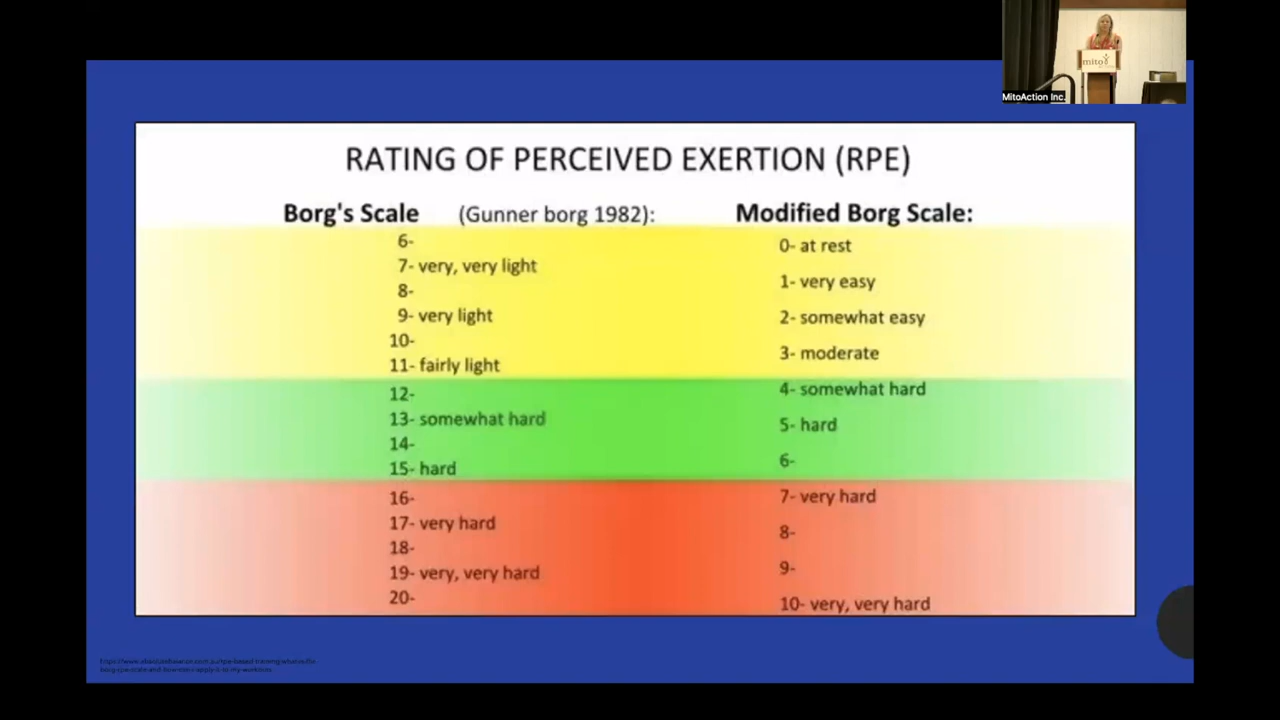 mito
MitoAction Inc.
RATING OF PERCEIVED EXERTION (RPE)
Borg's Scale (Gunner borg 1982):
6-
7- very, very light
8-
9- very light
10-
11- fairly light
12-
13- somewhat hard
14-
15- hard
16-
17- very hard
18-
19- very, very hard
20-
Modified Borg Scale:
0- at rest
1- very easy
2- somewhat easy
3- moderate
4- somewhat hard
5- hard
6-
7- very hard
8-
9-
10- very, very hard